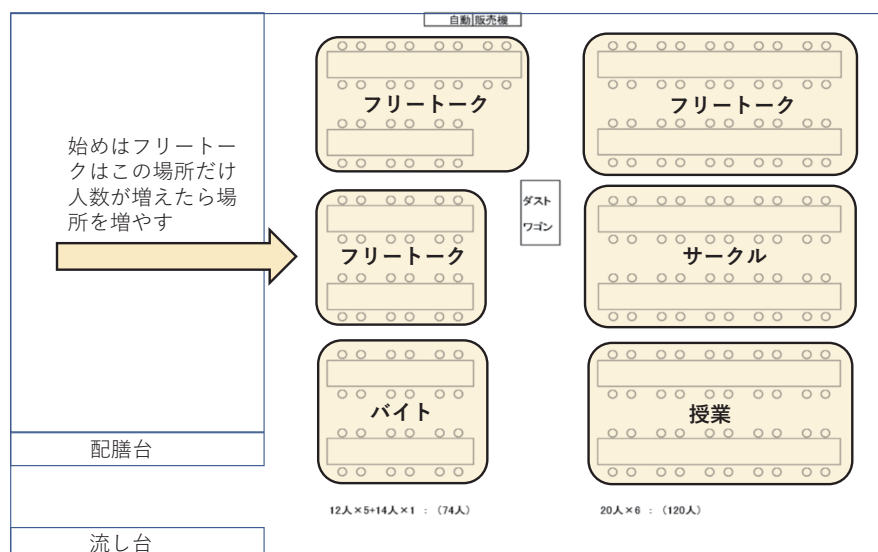 自動販売機
フリートーク
フリートーク
始めはフリートー
クはこの場所だけ
人数が増えたら場
所を増やす
ダスト
ワゴン
フリートーク
サークル
バイト
授業
配膳台
12人×5+14人×1 : (74人)
20人×6 : (120人)
流し台